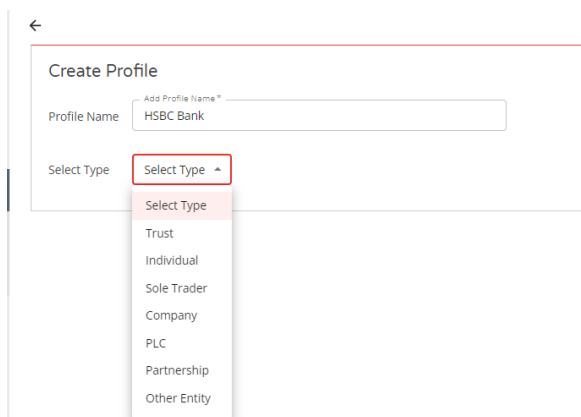 Create Profile
Add Profile Name *
Profile Name HSBC Bank
Select Type Select Type
Select Type
Trust
Individual
Sole Trader
Company
PLC
Partnership
Other Entity